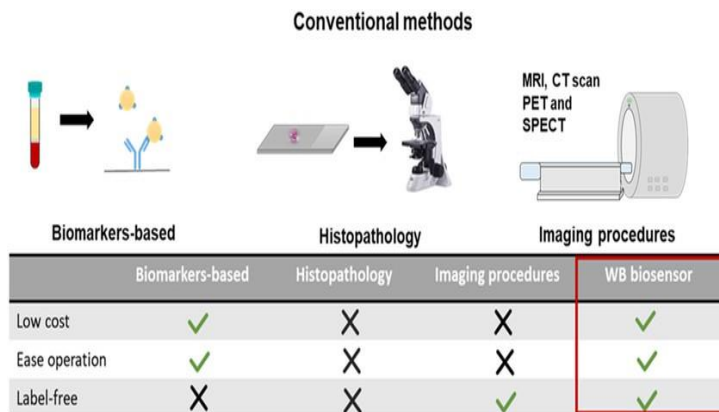 Conventional methods
MRI, CT scan
PET and
SPECT
Biomarkers-based
Histopathology
Imaging procedures
Biomarkers-based Histopathology Imaging procedures WB biosensor
Low cost
Ease operation
Label-free